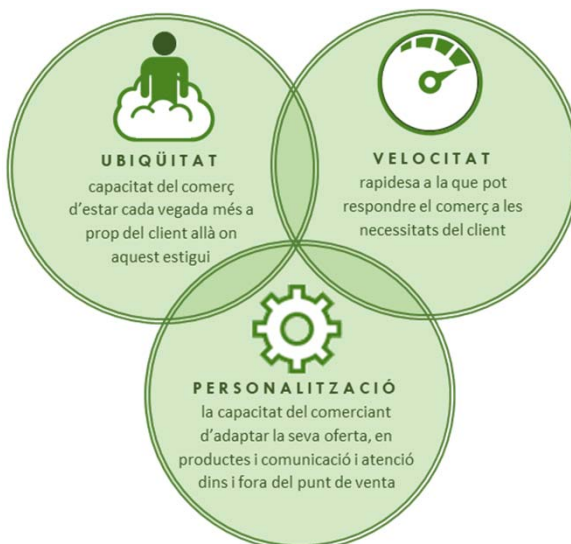 UBIQÜITAT
capacitat del comerç
d'estar cada vegada més a
prop del client allà on
aquest estigui
VELOCITAT
rapidesa a la que pot
respondre el comerç a les
necessitats del client
PERSONALITZACIÓ
la capacitat del comerciant
d'adaptar la seva oferta, en
productes i comunicació i atenció
dins i fora del punt de venta